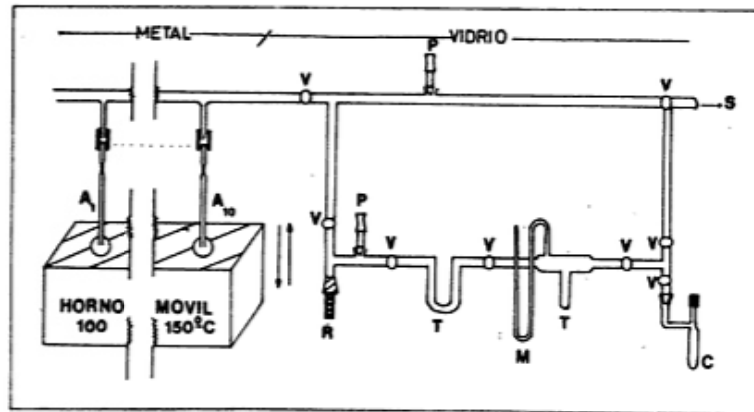 METAL VIDRIO
P
V V
S
A1 A10
P
V V V V V
V
HORNO MOVIL
100 150ºC
R T M T C